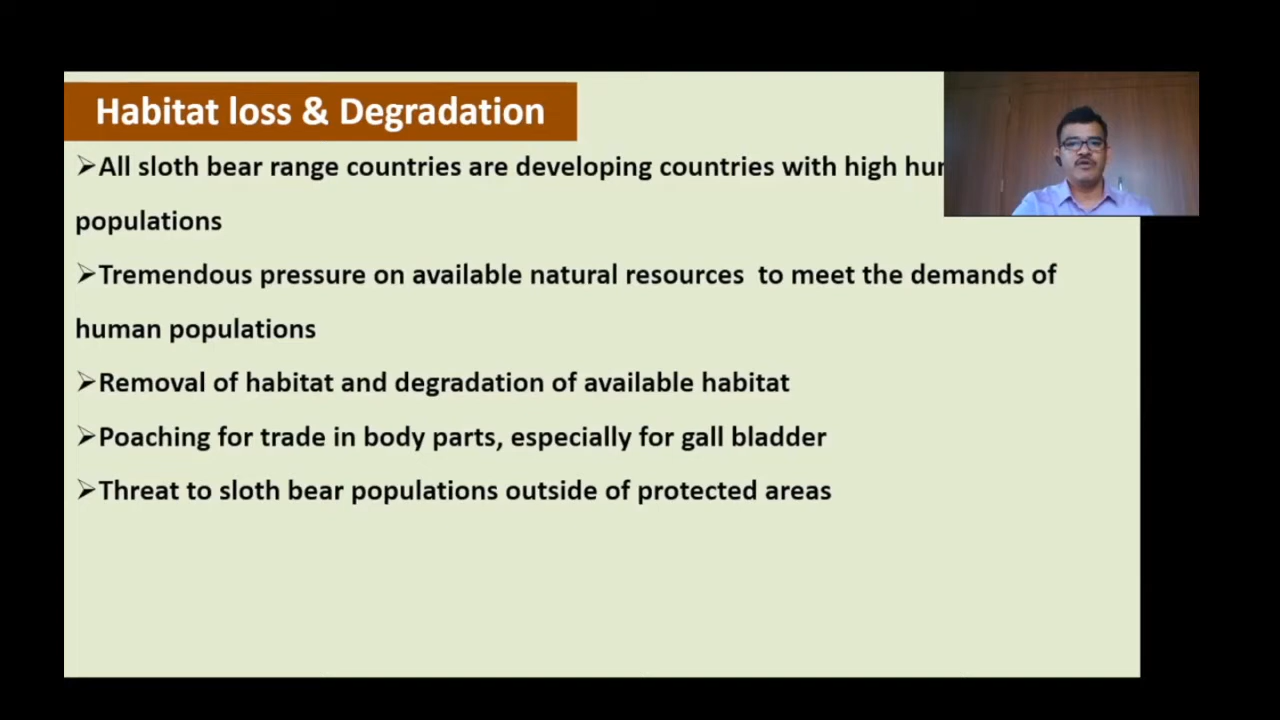 Habitat loss & Degradation
➢All sloth bear range countries are developing countries with high
populations
➢Tremendous pressure on available natural resources to meet the demands of
human populations
➢Removal of habitat and degradation of available habitat
➢Poaching for trade in body parts, especially for gall bladder
➢Threat to sloth bear populations outside of protected areas